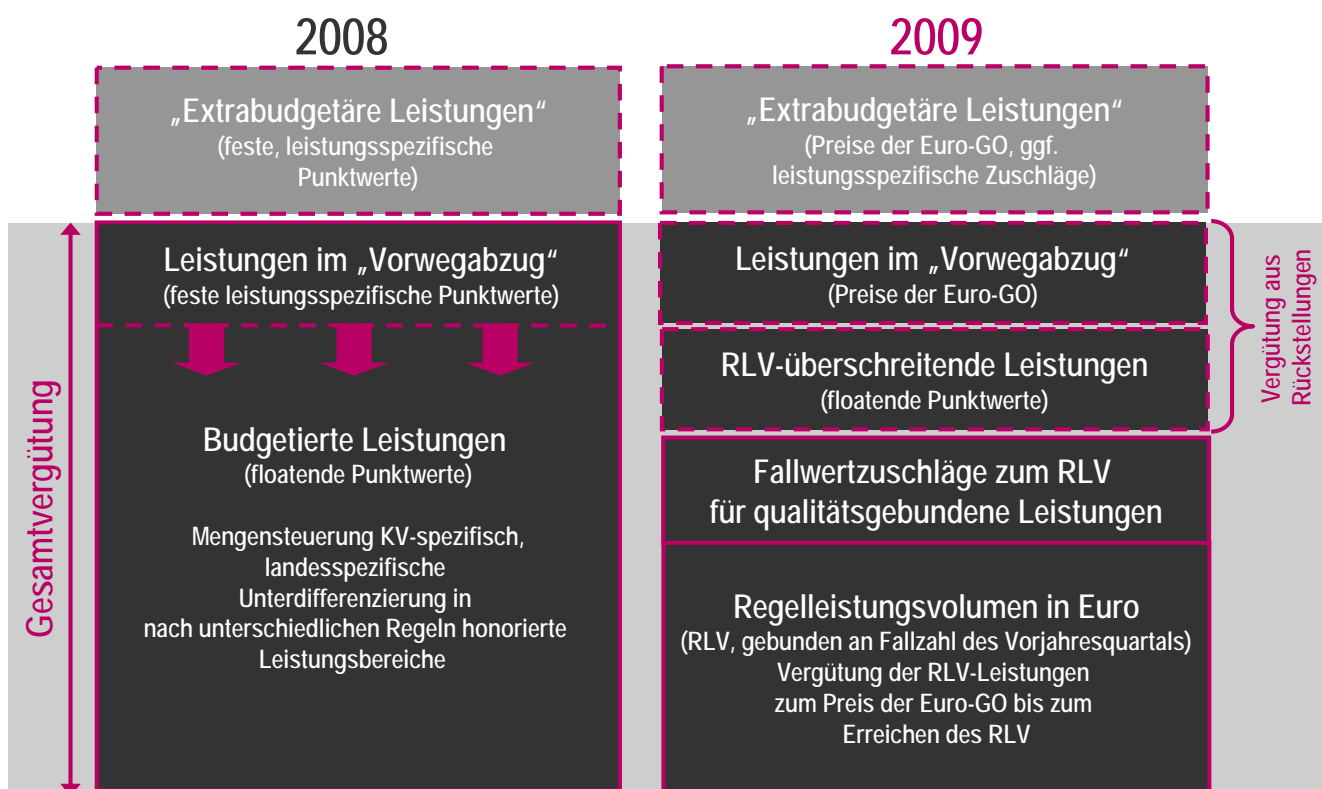 2008
„Extrabudgetäre Leistungen“
(feste, leistungsspezifische
Punktwerte)
Gesamtvergütung
Leistungen im „Vorwegabzug“
(feste leistungsspezifische Punktwerte)
Budgetierte Leistungen
(floatende Punktwerte)
Mengensteuerung KV-spezifisch,
landesspezifische
Unterdifferenzierung in
nach unterschiedlichen Regeln honorierte
Leistungsbereiche
2009
„Extrabudgetäre Leistungen“
(Preise der Euro-GO, ggf.
leistungsspezifische Zuschläge)
Leistungen im „Vorwegabzug“
(Preise der Euro-GO)
RLV-überschreitende Leistungen
(floatende Punktwerte)
Vergütung aus
Rückstellungen
Fallwertzuschläge zum RLV
für qualitätsgebundene Leistungen
Regelleistungsvolumen in Euro
(RLV, gebunden an Fallzahl des Vorjahresquartals)
Vergütung der RLV-Leistungen
zum Preis der Euro-GO bis zum
Erreichen des RLV